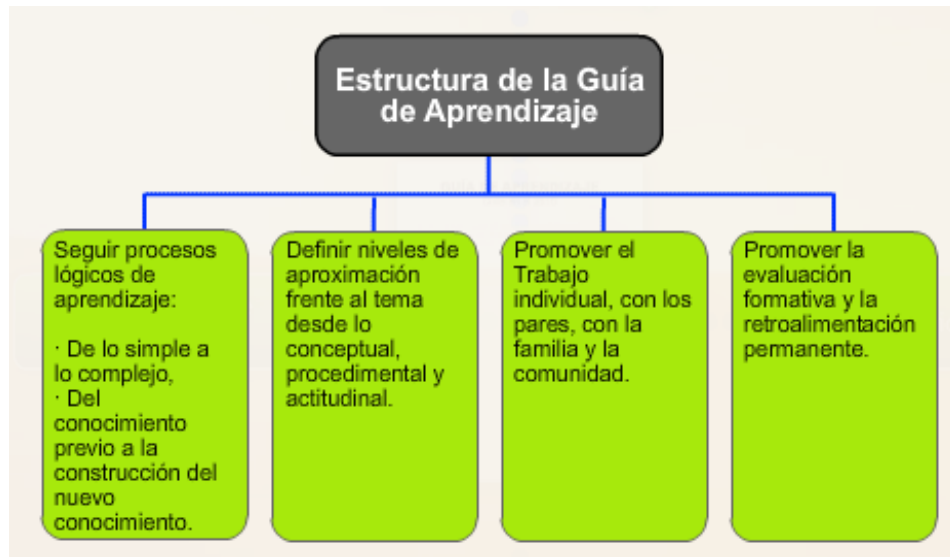 Estructura de la Guía
de Aprendizaje
Seguir procesos
lógicos de
aprendizaje:
· De lo simple a
lo complejo,
· Del
conocimiento
previo a la
construcción del
nuevo
conocimiento.
Definir niveles de
aproximación
frente al tema
desde lo
conceptual,
procedimental y
actitudinal.
Promover el
Trabajo
individual, con los
pares, con la
familia y la
comunidad.
Promover la
evaluación
formativa y la
retroalimentación
permanente.